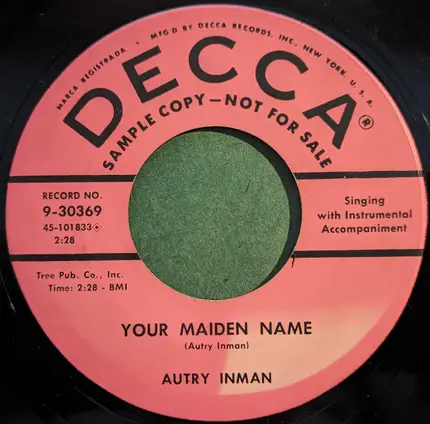 MARCA REGISTRADA • MFG'D BY DECCA RECORDS, INC., NEW YORK, U. S. A.
DECCA®
SAMPLE COPY—NOT FOR SALE
RECORD NO.
9-30369
45-101833
2:28
Singing
with Instrumental
Accompaniment
Tree Pub. Co., Inc.
Time: 2:28 - BMI
YOUR MAIDEN NAME
(Autry Inman)
AUTRY INMAN